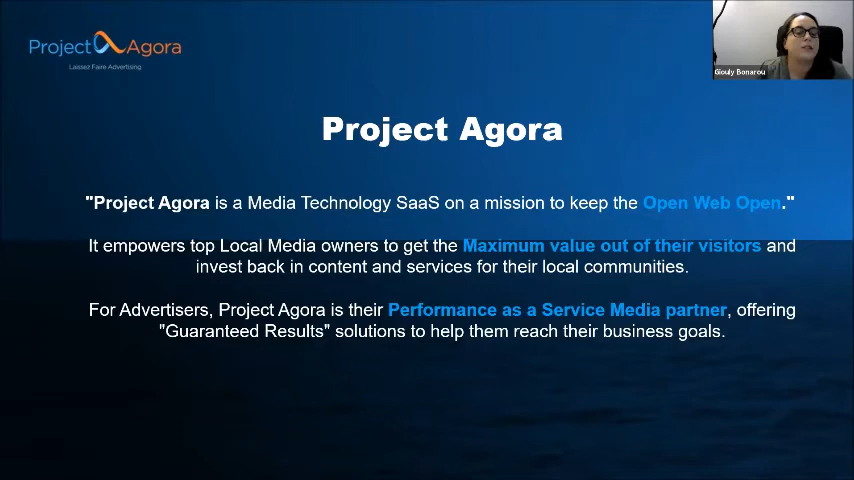 Project Agora
Lassez Faire Advertising
Giouly Bonarou
Project Agora
"Project Agora is a Media Technology SaaS on a mission to keep the Open Web Open."
It empowers top Local Media owners to get the Maximum value out of their visitors and
invest back in content and services for their local communities.
For Advertisers, Project Agora is their Performance as a Service Media partner, offering
"Guaranteed Results" solutions to help them reach their business goals.